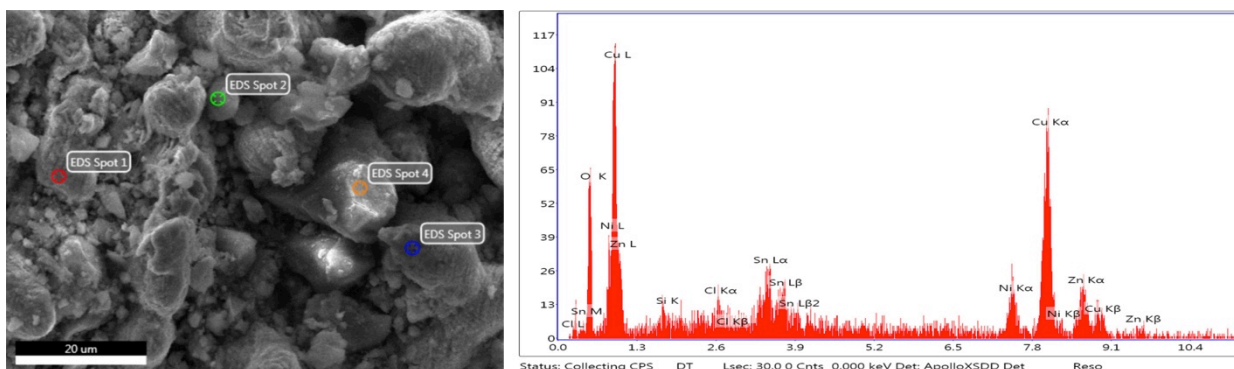 EDS Spot 2
EDS Spot 1
EDS Spot 4
EDS Spot 3
20 um
117
104
91
78
65
52
39
26
13
0
Cu L
O K
Ni L
Zn L
Sn M
Cl L
Si K
Cl Kα
Cl Kβ
Sn Lα
Sn Lβ
Sn Lβ2
Ni Kα
Cu Kα
Ni Kβ
Zn Kα
Cu Kβ
Zn Kβ
0.0 1.3 2.6 3.9 5.2 6.5 7.8 9.1 10.4
Status: Collecting CPS DT Lsec: 30.0 0 Cnts 0.000 keV Det: ApolloXSDD Det Reso